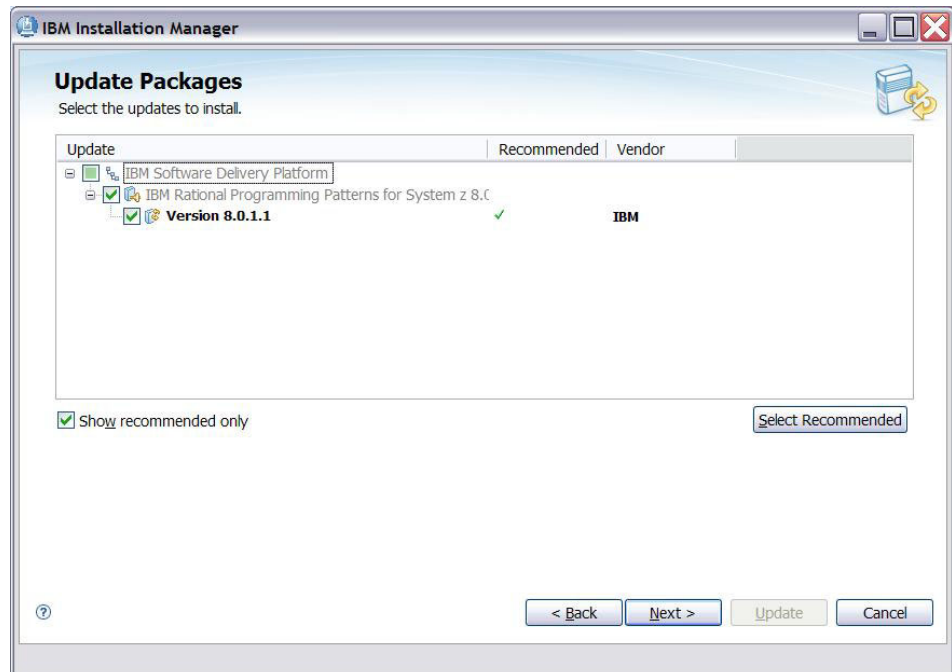 IBM Installation Manager
Update Packages
Select the updates to install.
Update Recommended Vendor
IBM Software Delivery Platform
IBM Rational Programming Patterns for System z 8.0
Version 8.0.1.1 IBM
Show recommended only Select Recommended
? < Back Next > Update Cancel